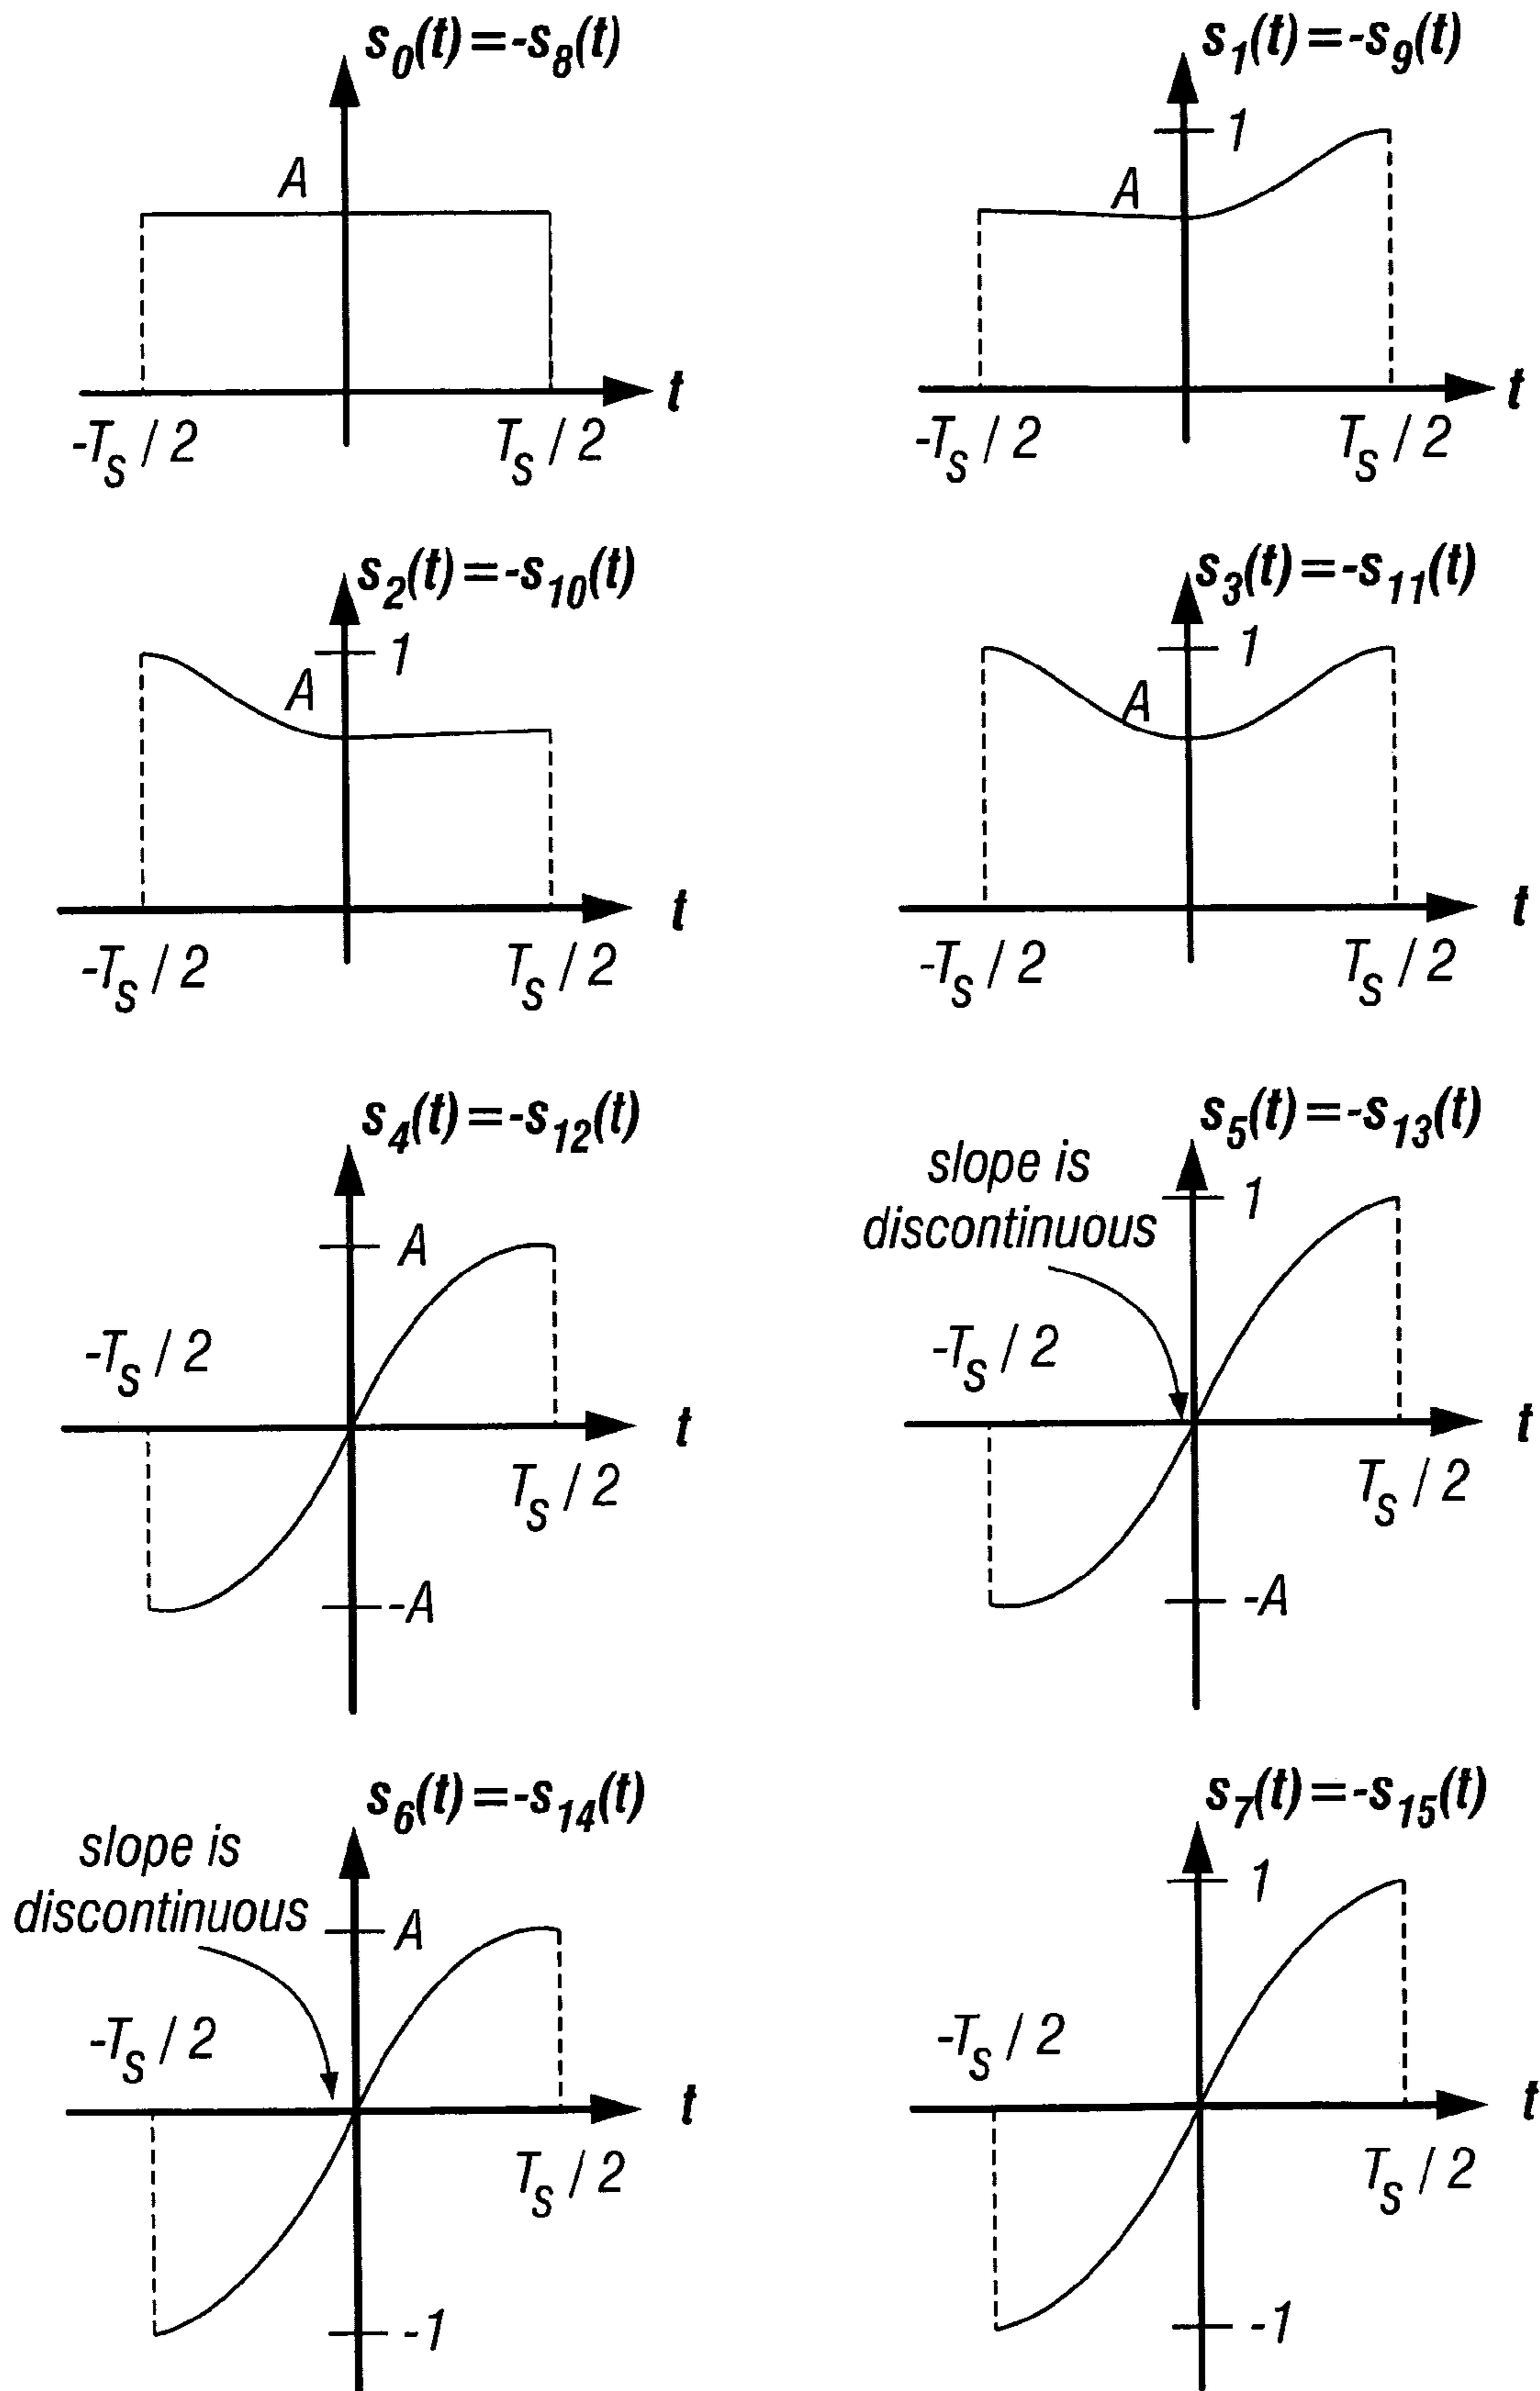 s0(t)=-s8(t)
A
t
-Ts/2
Ts/2
s1(t)=-s9(t)
1
A
t
-Ts/2
Ts/2
s2(t)=-s10(t)
1
A
t
-Ts/2
Ts/2
s3(t)=-s11(t)
1
A
t
-Ts/2
Ts/2
s4(t)=-s12(t)
A
-Ts/2
t
Ts/2
-A
s5(t)=-s13(t)
slope is
discontinuous
1
-Ts/2
t
Ts/2
-A
s6(t)=-s14(t)
slope is
discontinuous
A
-Ts/2
t
Ts/2
-1
s7(t)=-s15(t)
1
-Ts/2
t
Ts/2
-1